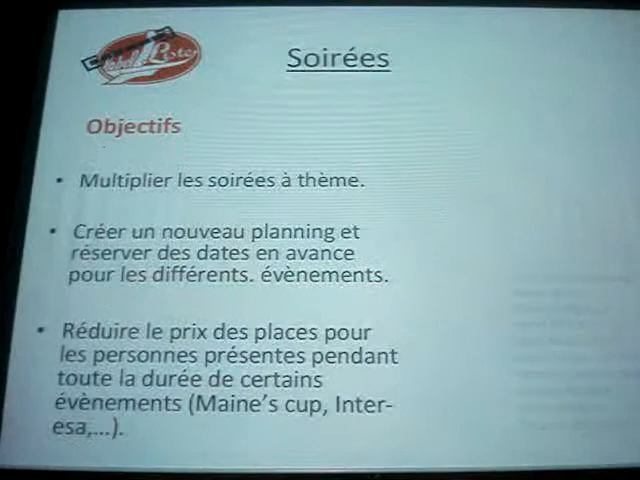 Soirées
Objectifs
• Multiplier les soirées à thème.
• Créer un nouveau planning et
réserver des dates en avance
pour les différents. évènements.
• Réduire le prix des places pour
les personnes présentes pendant
toute la durée de certains
évènements (Maine's cup, Inter-
esa,...).